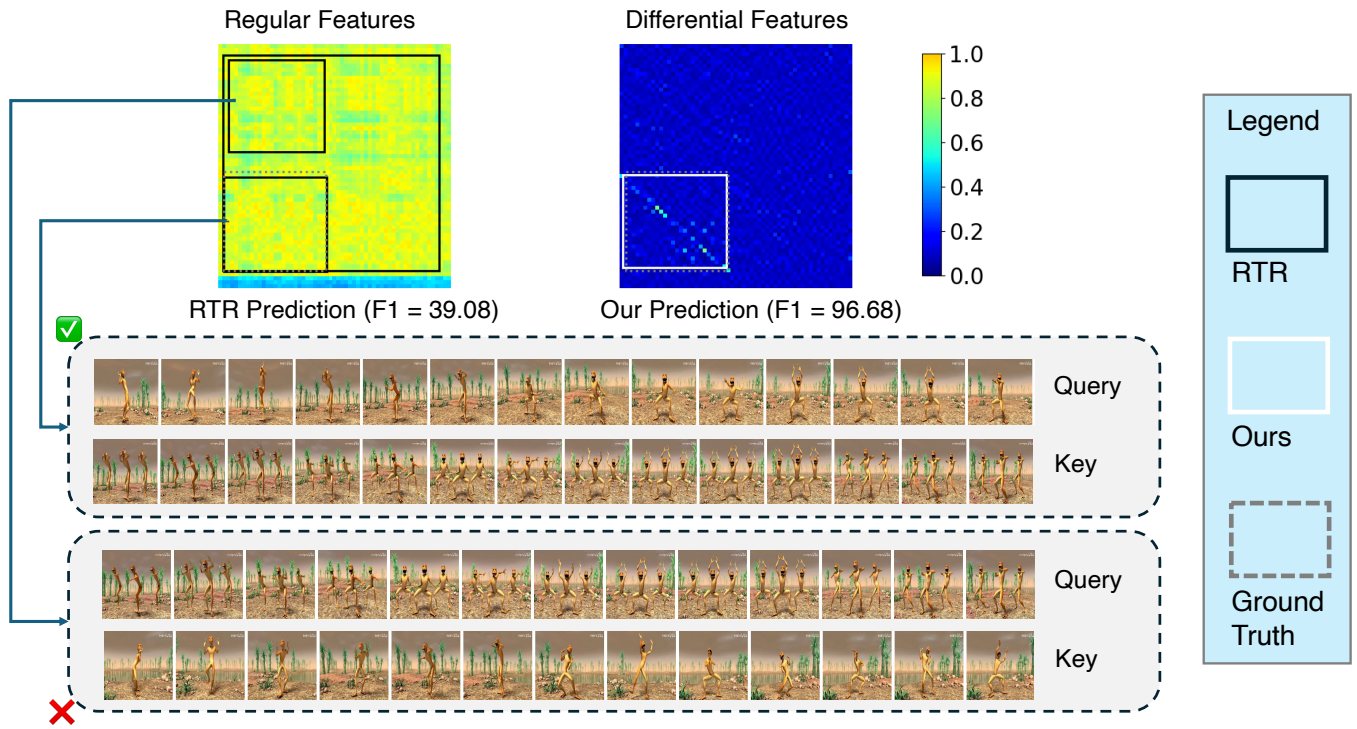 Regular Features
Differential Features
1.0
0.8
0.6
0.4
0.2
0.0
RTR Prediction (F1 = 39.08)
Our Prediction (F1 = 96.68)
Query
Key
Query
Key
Legend
RTR
Ours
Ground
Truth